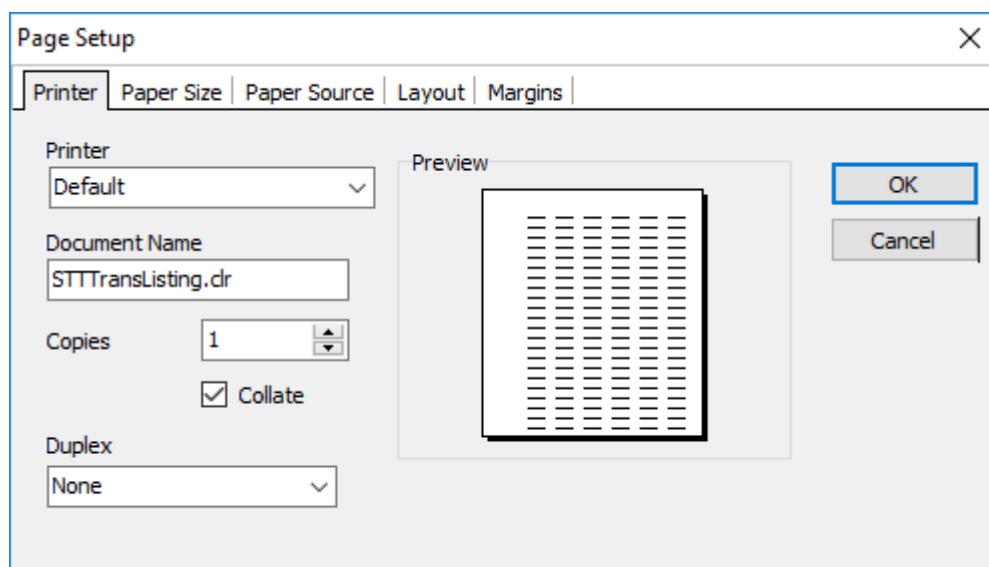 Page Setup
Printer Paper Size Paper Source Layout Margins
Printer
Default
Document Name
STTTransListing.clr
Copies 1
Collate
Duplex
None
Preview
OK
Cancel